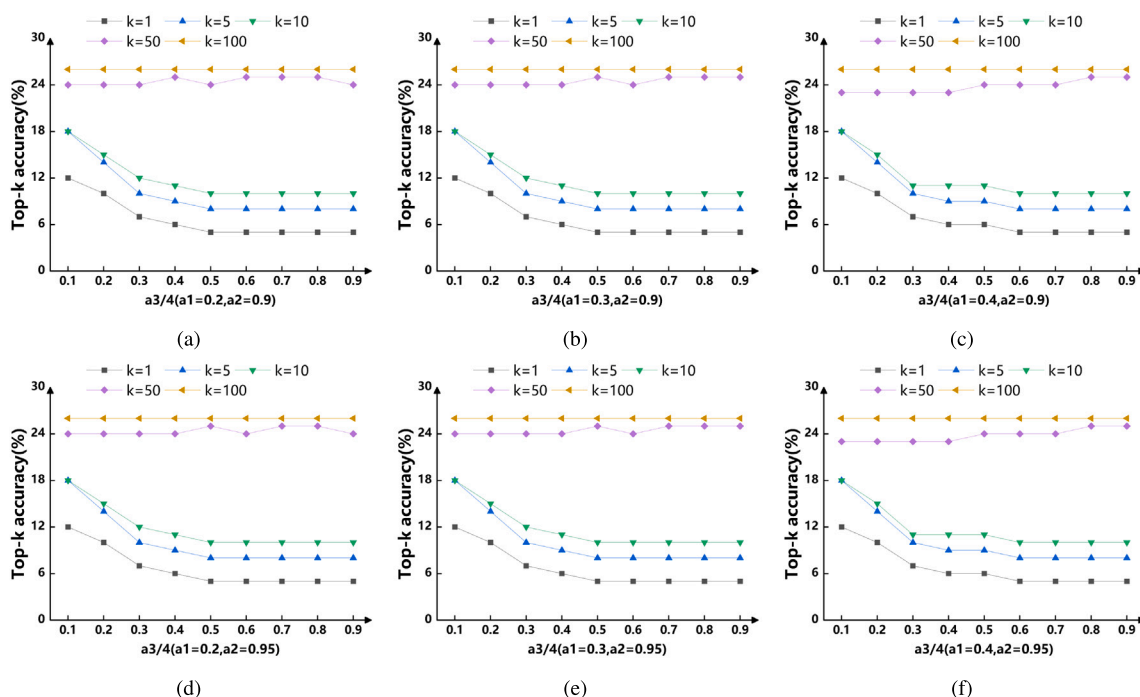 k=1 k=5 k=10
k=50 k=100
30
24
18
12
6
0
Top-k accuracy(%)
0.1 0.2 0.3 0.4 0.5 0.6 0.7 0.8 0.9
a3/4(a1=0.2,a2=0.9)
(a)
k=1 k=5 k=10
k=50 k=100
30
24
18
12
6
0
Top-k accuracy(%)
0.1 0.2 0.3 0.4 0.5 0.6 0.7 0.8 0.9
a3/4(a1=0.3,a2=0.9)
(b)
k=1 k=5 k=10
k=50 k=100
30
24
18
12
6
0
Top-k accuracy(%)
0.1 0.2 0.3 0.4 0.5 0.6 0.7 0.8 0.9
a3/4(a1=0.4,a2=0.9)
(c)
k=1 k=5 k=10
k=50 k=100
30
24
18
12
6
0
Top-k accuracy(%)
0.1 0.2 0.3 0.4 0.5 0.6 0.7 0.8 0.9
a3/4(a1=0.2,a2=0.95)
(d)
k=1 k=5 k=10
k=50 k=100
30
24
18
12
6
0
Top-k accuracy(%)
0.1 0.2 0.3 0.4 0.5 0.6 0.7 0.8 0.9
a3/4(a1=0.3,a2=0.95)
(e)
k=1 k=5 k=10
k=50 k=100
30
24
18
12
6
0
Top-k accuracy(%)
0.1 0.2 0.3 0.4 0.5 0.6 0.7 0.8 0.9
a3/4(a1=0.4,a2=0.95)
(f)